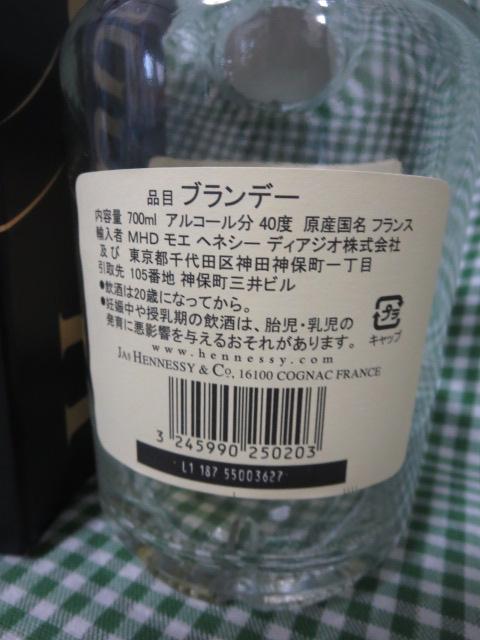 品目 ブランデー
内容量 700ml アルコール分 40度 原産国名 フランス
輸入者 MHD モエ ヘネシー ディアジオ株式会社
及び 東京都千代田区神田神保町一丁目
引取先 105番地 神保町三井ビル
●飲酒は20歳になってから。
●妊娠中や授乳期の飲酒は、胎児・乳児の
発育に悪影響を与えるおそれがあります。
プラ
キャップ
www.hennessy.com
JAS HENNESSY & CO, 16100 COGNAC FRANCE
3 245990 250203
L1 187 55003627